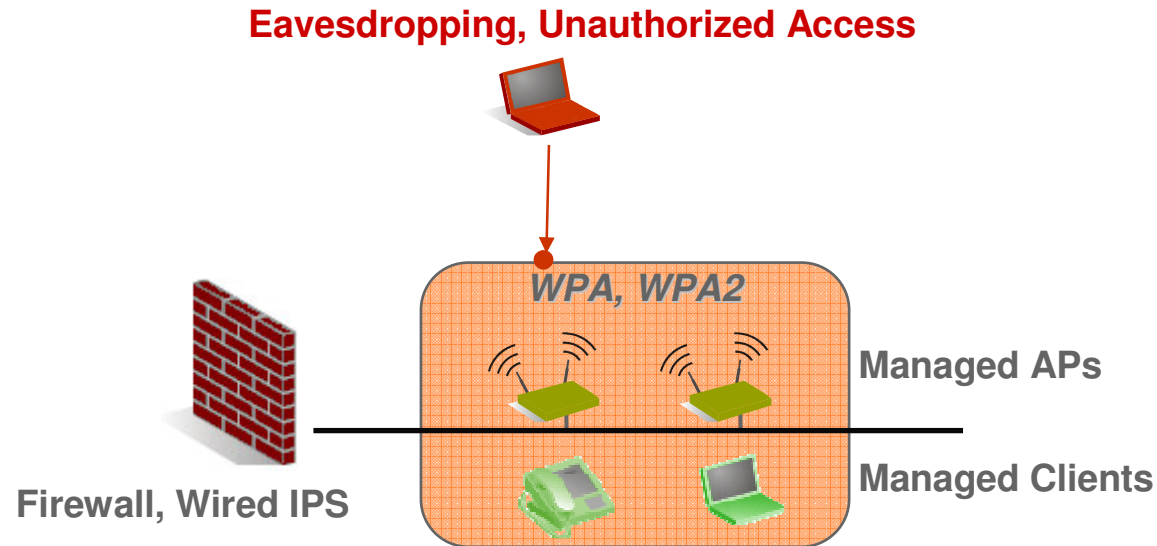 Eavesdropping, Unauthorized Access
WPA, WPA2
Managed APs
Managed Clients
Firewall, Wired IPS